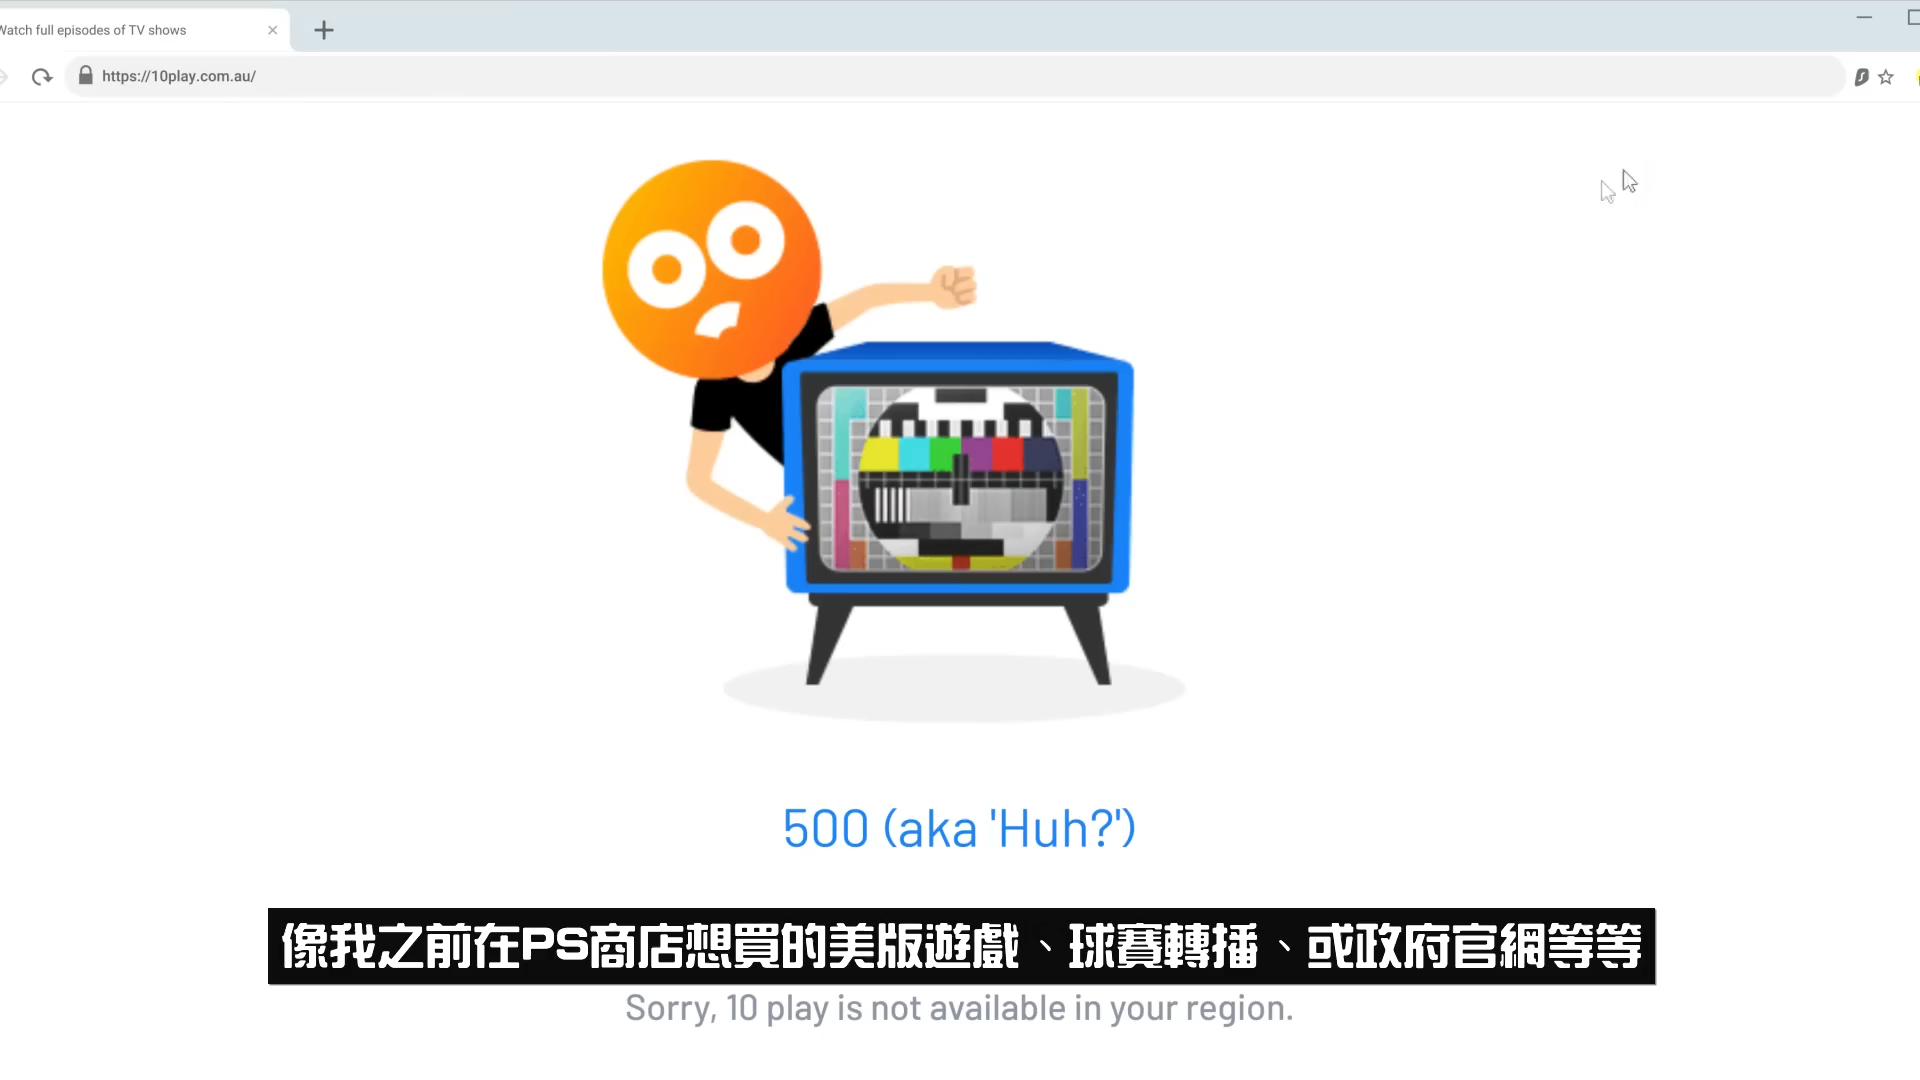 Watch full episodes of TV shows
https://10play.com.au/
500 (aka 'Huh?')
像我之前在PS商店想買的美版遊戲、球賽轉播、或政府官網等等
Sorry, 10 play is not available in your region.